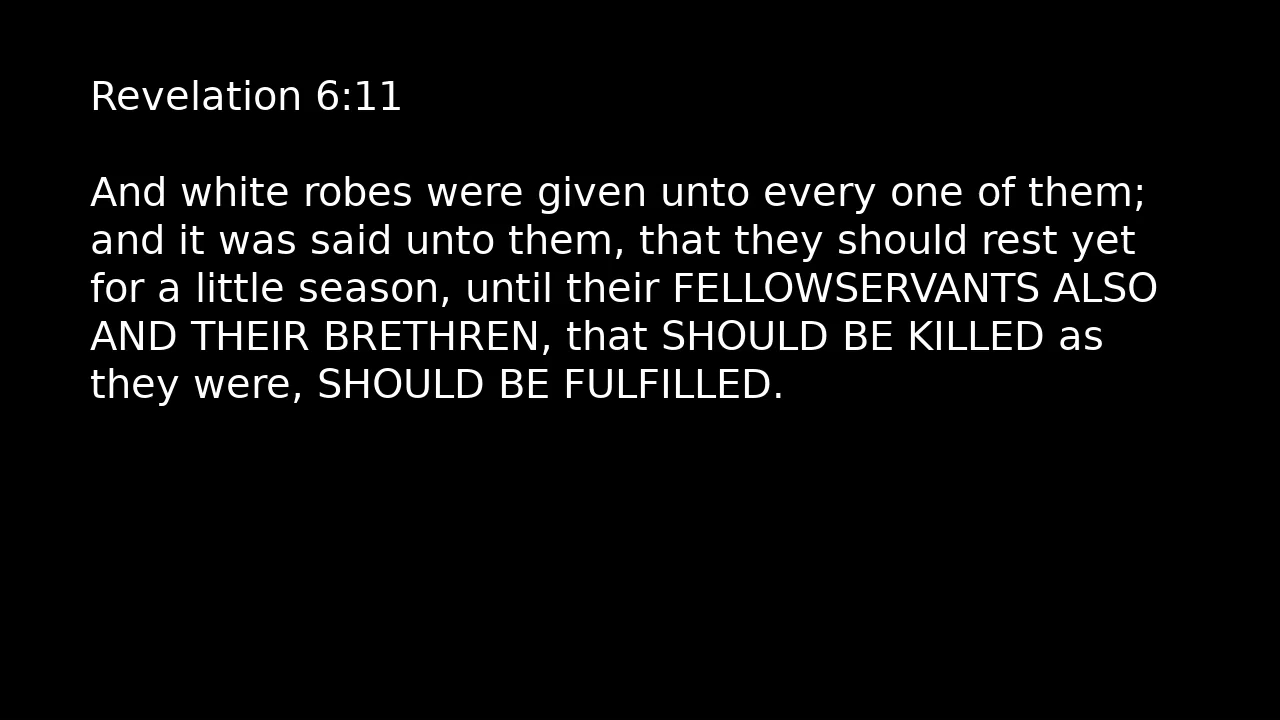 Revelation 6:11
And white robes were given unto every one of them;
and it was said unto them, that they should rest yet
for a little season, until their FELLOWSERVANTS ALSO
AND THEIR BRETHREN, that SHOULD BE KILLED as
they were, SHOULD BE FULFILLED.